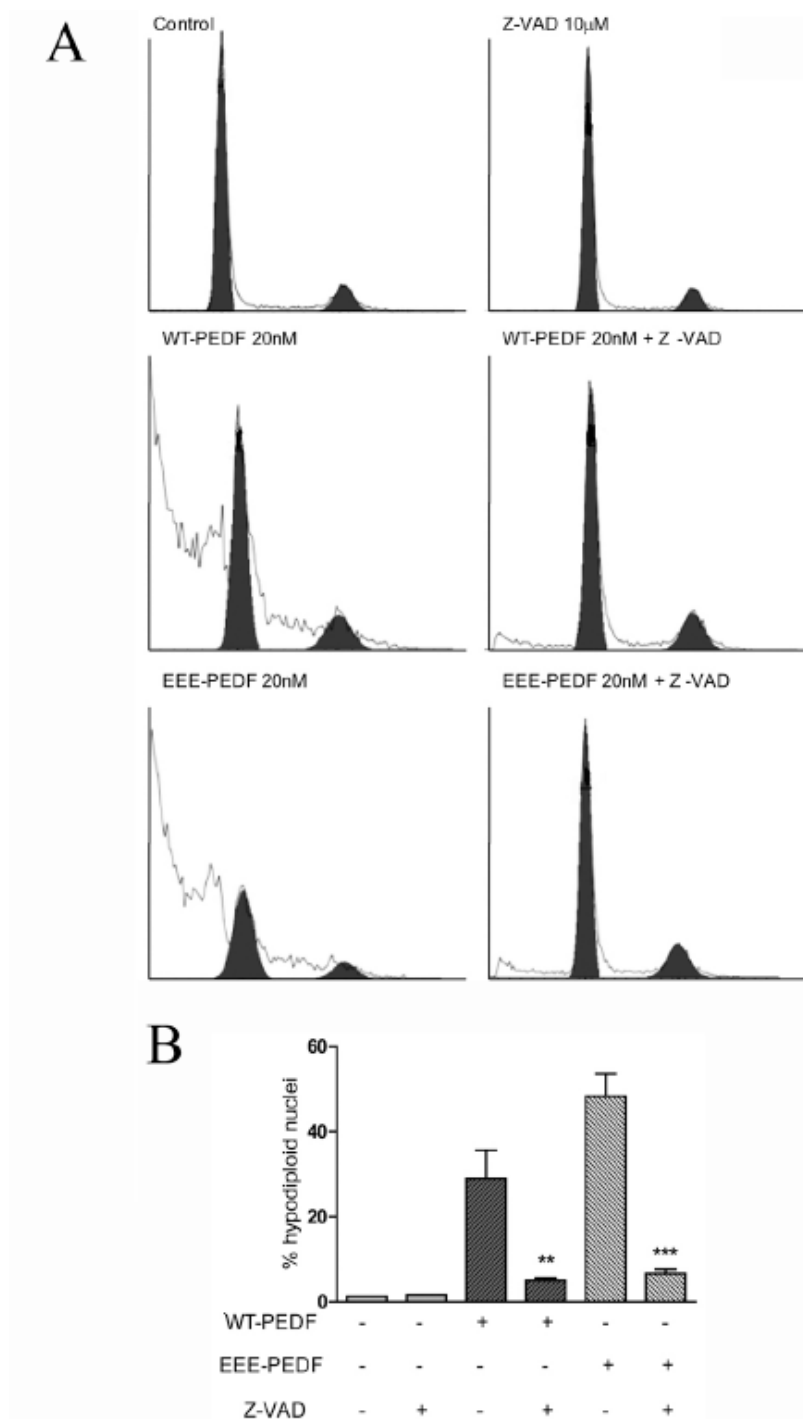 A
Control
Z-VAD 10µM
WT-PEDF 20nM
WT-PEDF 20nM + Z -VAD
EEE-PEDF 20nM
EEE-PEDF 20nM + Z -VAD
B
% hypodiploid nuclei
60
40
20
0
**
***
WT-PEDF - - + + - -
EEE-PEDF - - - - + +
Z-VAD - + - + - +